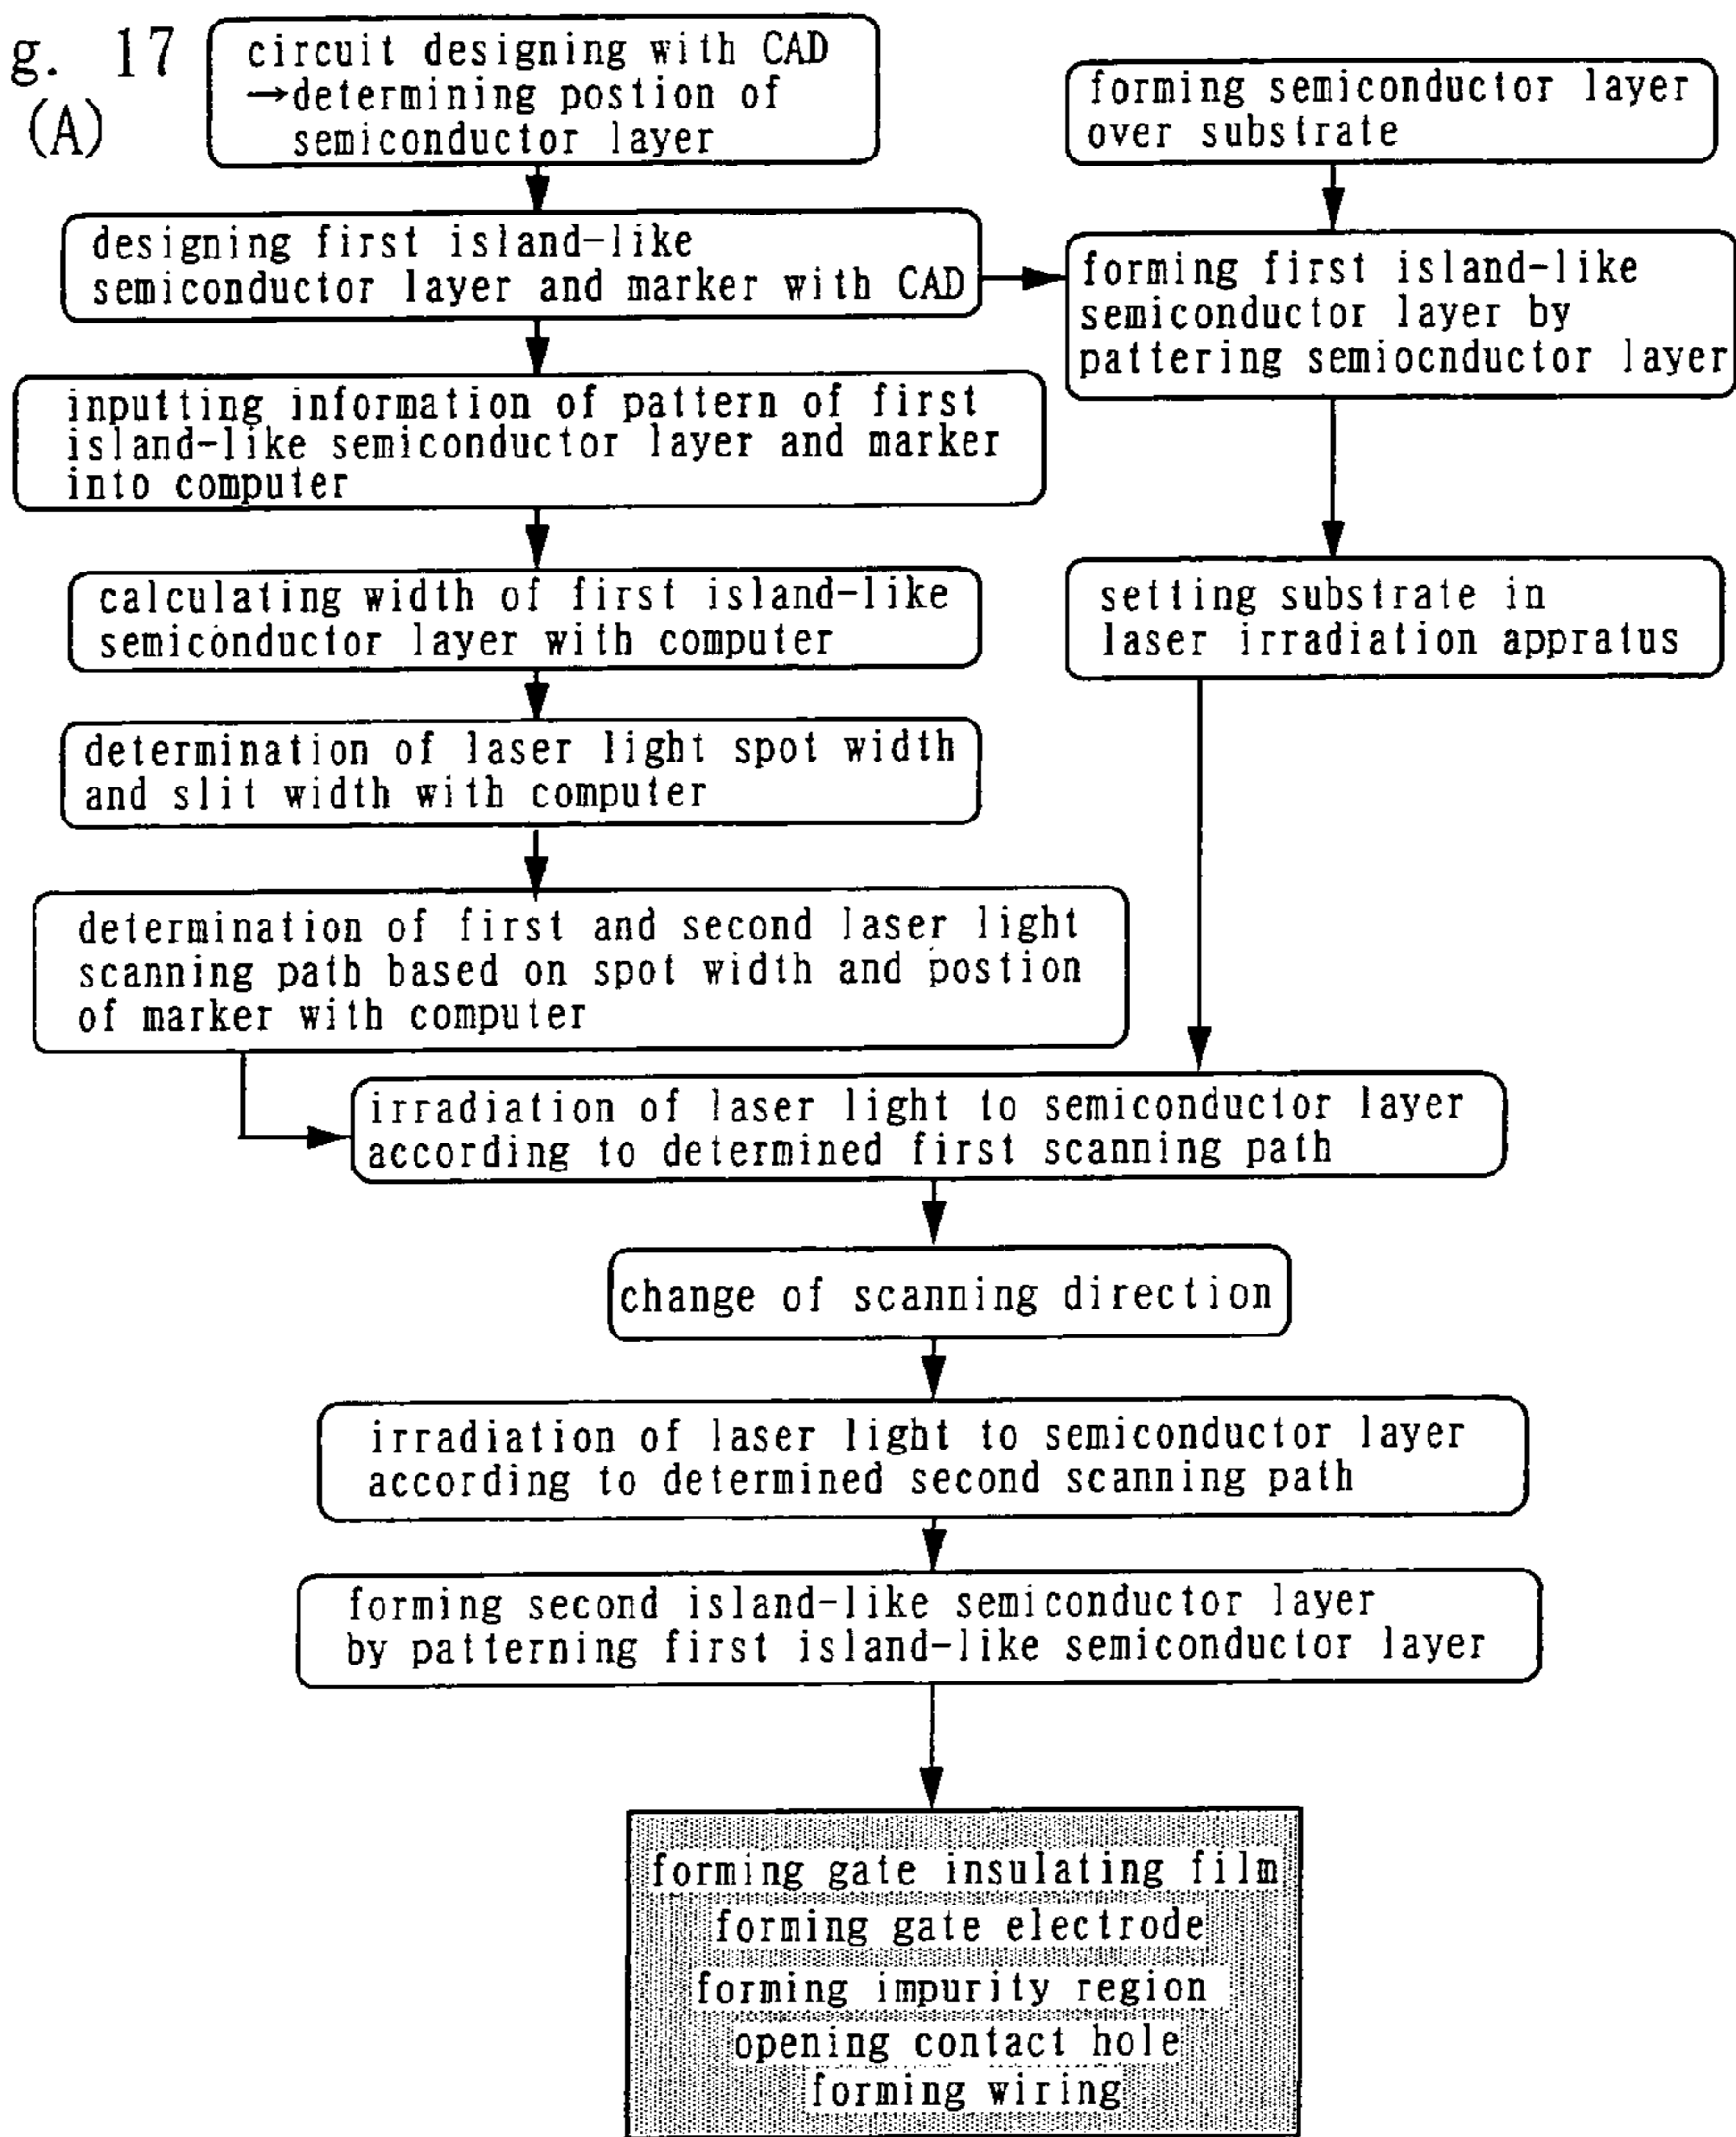 g. 17
(A)
circuit designing with CAD
→determining postion of
semiconductor layer
designing first island-like
semiconductor layer and marker with CAD
inputting information of pattern of first
island-like semiconductor layer and marker
into computer
calculating width of first island-like
semiconductor layer with computer
determination of laser light spot width
and slit width with computer
determination of first and second laser light
scanning path based on spot width and postion
of marker with computer
forming semiconductor layer
over substrate
forming first island-like
semiconductor layer by
pattering semiocnductor layer
setting substrate in
laser irradiation appratus
irradiation of laser light to semiconductor layer
according to determined first scanning path
change of scanning direction
irradiation of laser light to semiconductor layer
according to determined second scanning path
forming second island-like semiconductor layer
by patterning first island-like semiconductor layer
forming gate insulating film
forming gate electrode
forming impurity region
opening contact hole
forming wiring